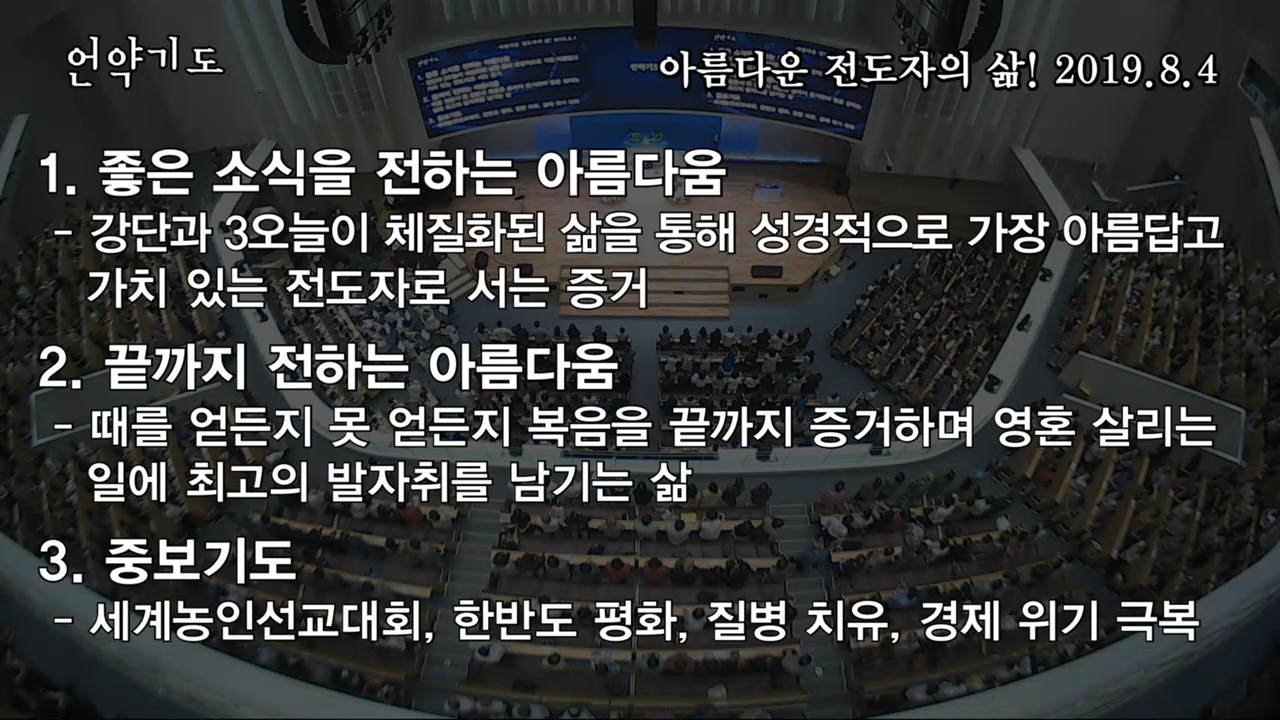 언약기도
아름다운 전도자의 삶! 2019.8.4
1. 좋은 소식을 전하는 아름다움
- 강단과 3오늘이 체질화된 삶을 통해 성경적으로 가장 아름답고
가치 있는 전도자로 서는 증거
2. 끝까지 전하는 아름다움
- 때를 얻든지 못 얻든지 복음을 끝까지 증거하며 영혼 살리는
일에 최고의 발자취를 남기는 삶
3. 중보기도
- 세계농인선교대회, 한반도 평화, 질병 치유, 경제 위기 극복